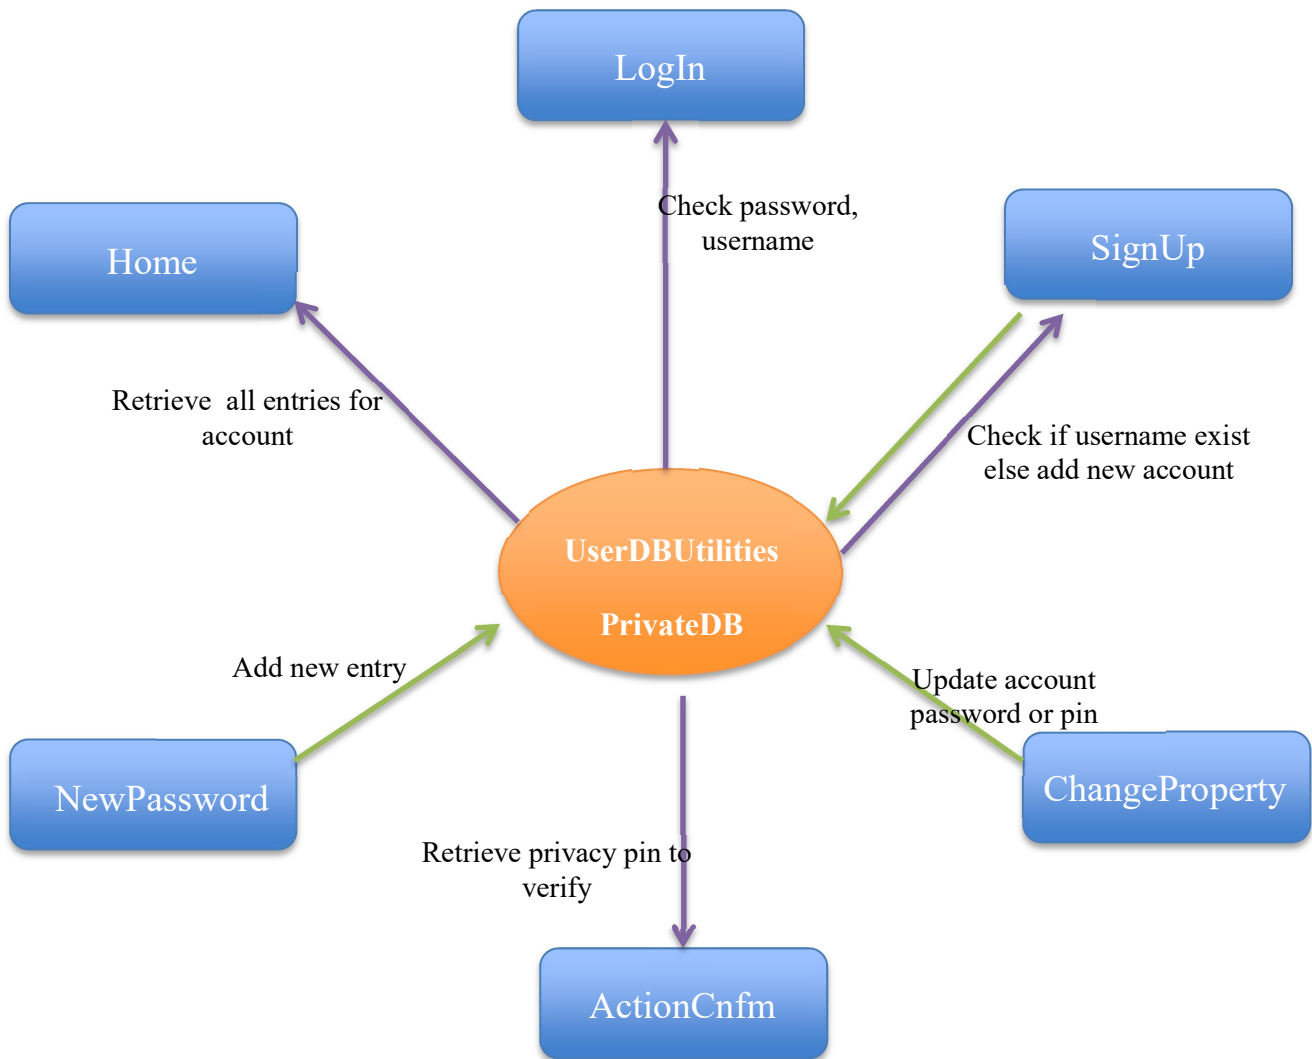 LogIn
Check password,
username
Home
SignUp
Retrieve all entries for
account
Check if username exist
else add new account
UserDBUtilities
PrivateDB
Add new entry
Update account
password or pin
NewPassword
ChangeProperty
Retrieve privacy pin to
verify
ActionCnfm